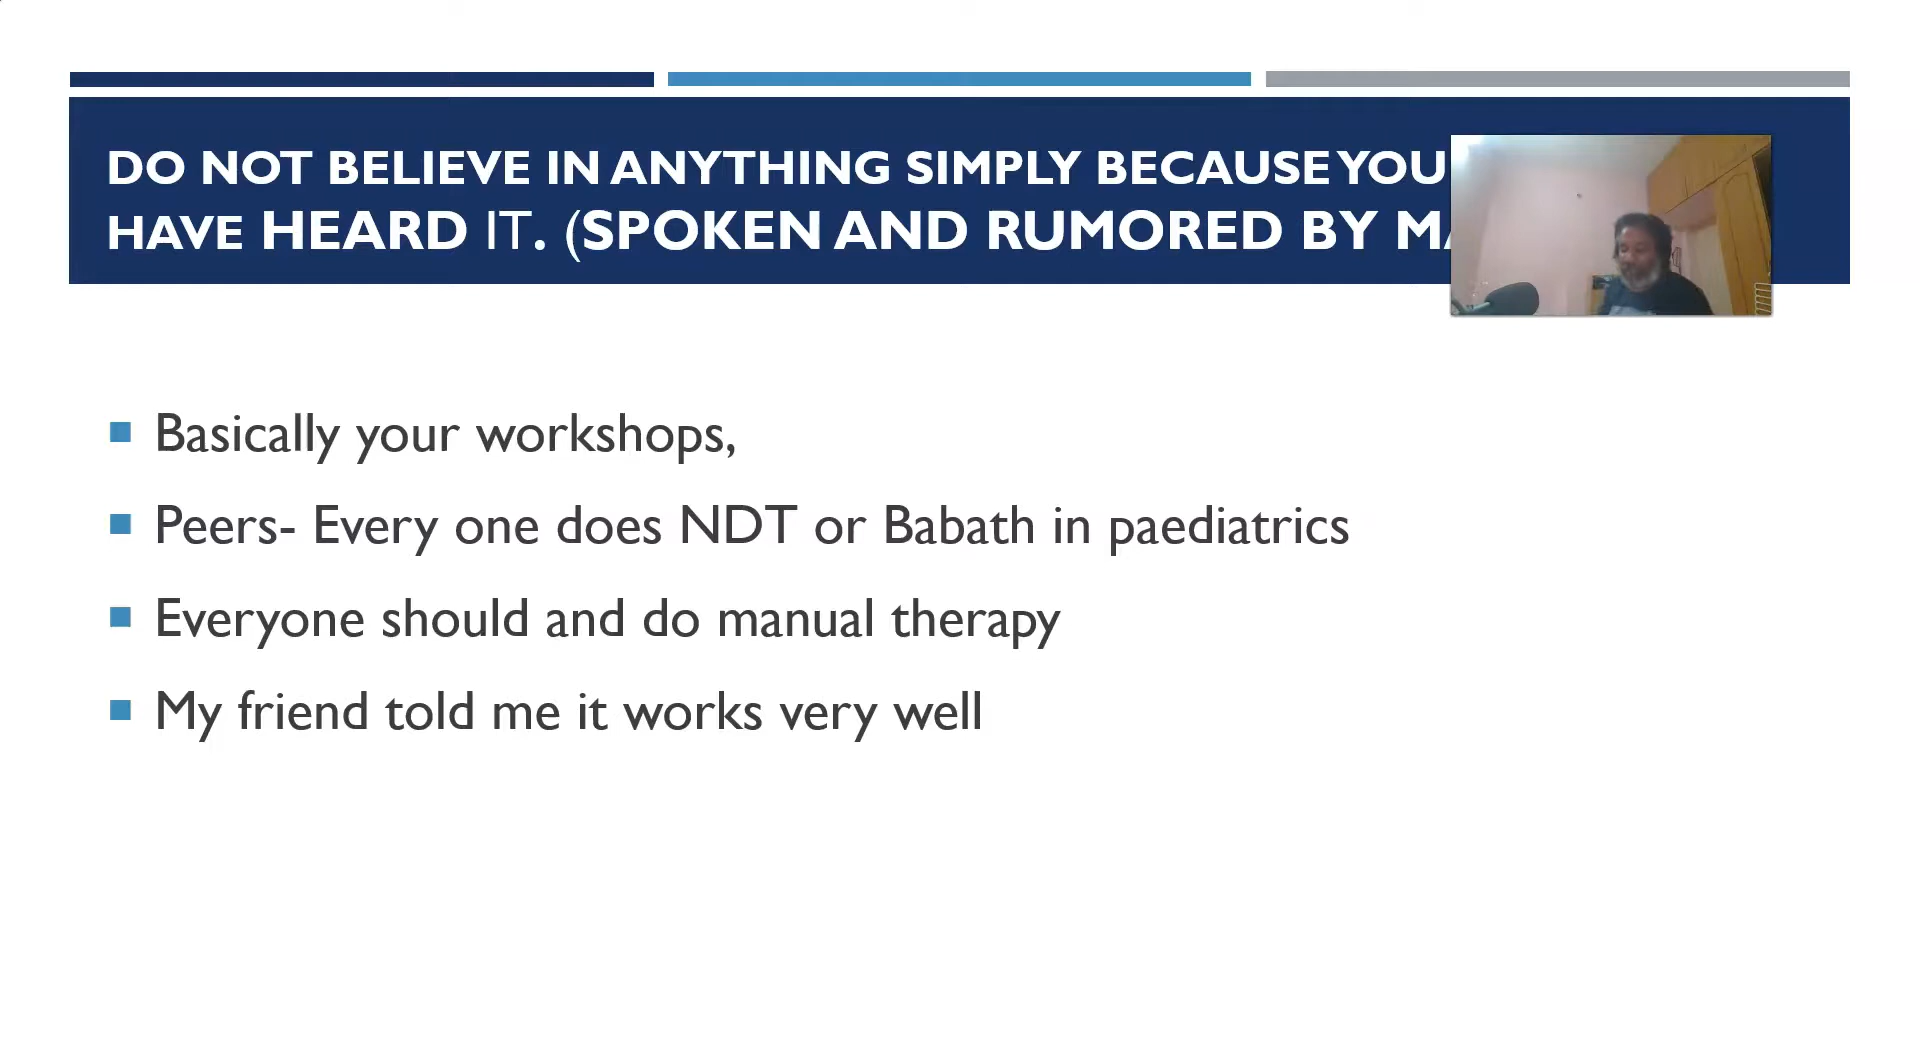 DO NOT BELIEVE IN ANYTHING SIMPLY BECAUSE YOU
HAVE HEARD IT. (SPOKEN AND RUMORED BY
Basically your workshops,
Peers- Every one does NDT or Babath in paediatrics
Everyone should and do manual therapy
My friend told me it works very well